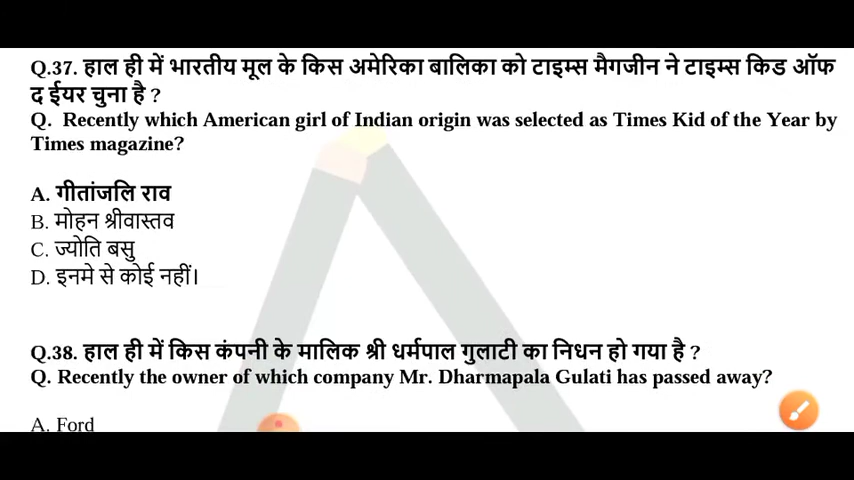 Q.37. हाल ही में भारतीय मूल के किस अमेरिका बालिका को टाइम्स मैगजीन ने टाइम्स किड ऑफ
द ईयर चुना है ?
Q. Recently which American girl of Indian origin was selected as Times Kid of the Year by
Times magazine?
A. गीतांजलि राव
B. मोहन श्रीवास्तव
C. ज्योति बसु
D. इनमे से कोई नहीं।
Q.38. हाल ही में किस कंपनी के मालिक श्री धर्मपाल गुलाटी का निधन हो गया है ?
Q. Recently the owner of which company Mr. Dharmapala Gulati has passed away?
A. Ford